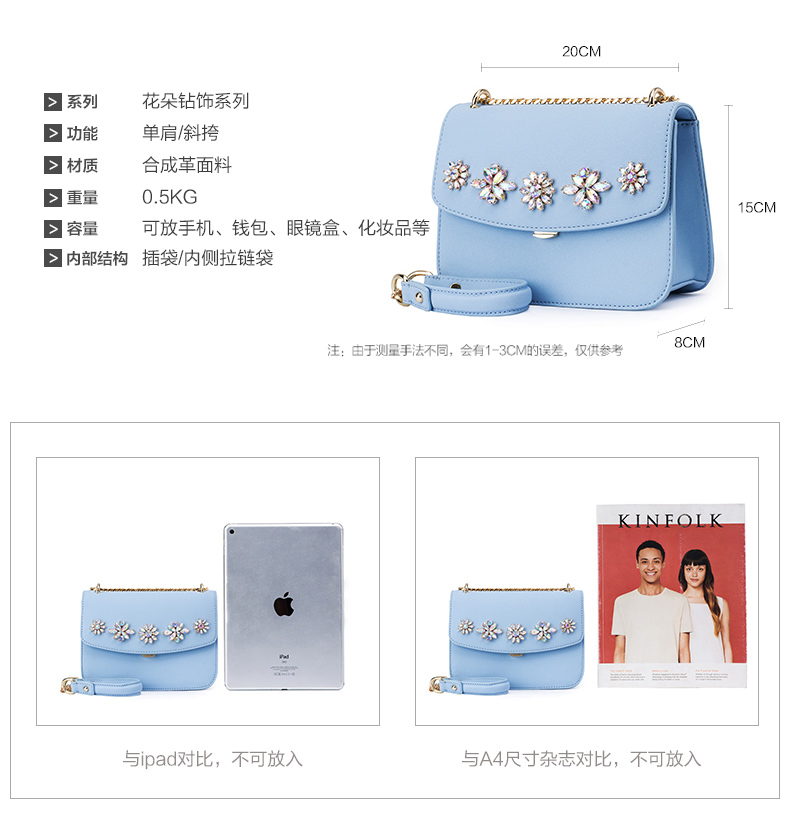 20CM
系列 花朵钻饰系列
功能 单肩/斜挎
材质 合成革面料
重量 0.5KG
容量 可放手机、钱包、眼镜盒、化妆品等
内部结构 插袋/内侧拉链袋
15CM
8CM
注：由于测量手法不同，会有1-3CM的误差，仅供参考
iPad
KINFOLK
与ipad对比，不可放入
与A4尺寸杂志对比，不可放入